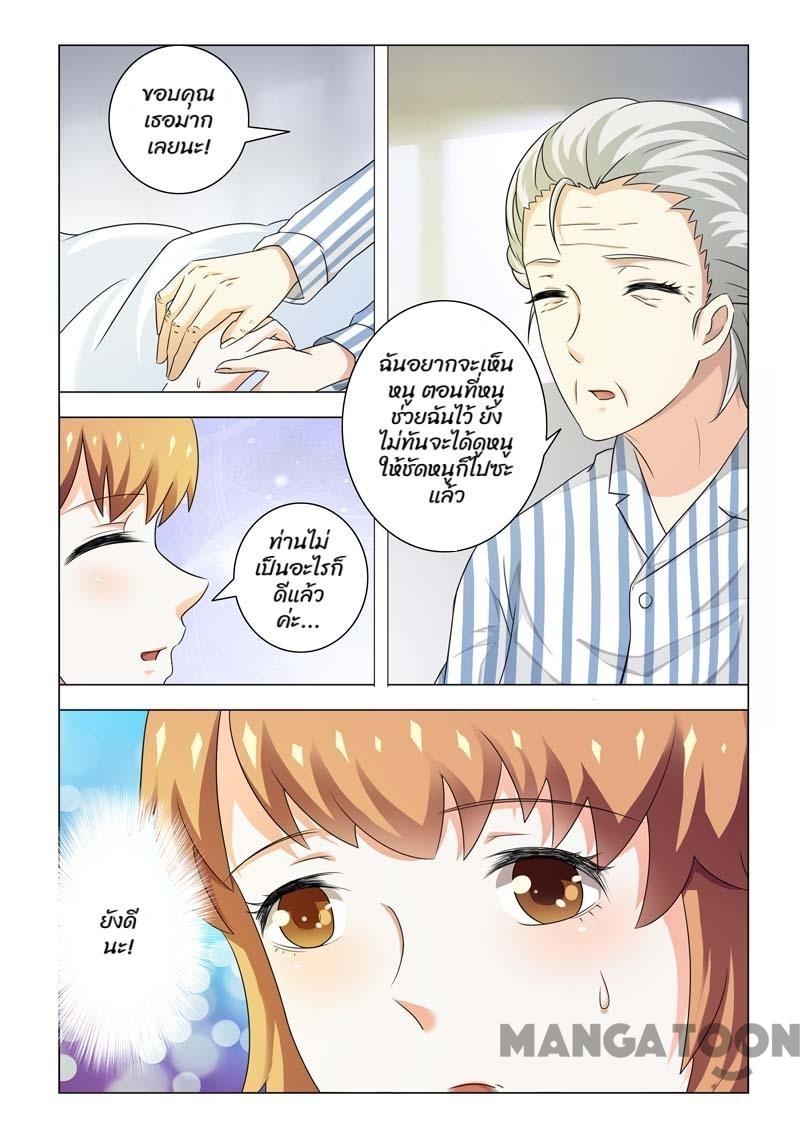 ขอบคุณ
เธอมาก
เลยนะ!
ฉันอยากจะเห็น
หนู ตอนที่หนู
ช่วยฉันไว้ ยัง
ไม่ทันจะได้ดูหนู
ให้ชัดหนูก็ไปซะ
แล้ว
ท่านไม่
เป็นอะไรก็
ดีแล้ว
ค่ะ...
ยังดี
นะ!
MANGATOON